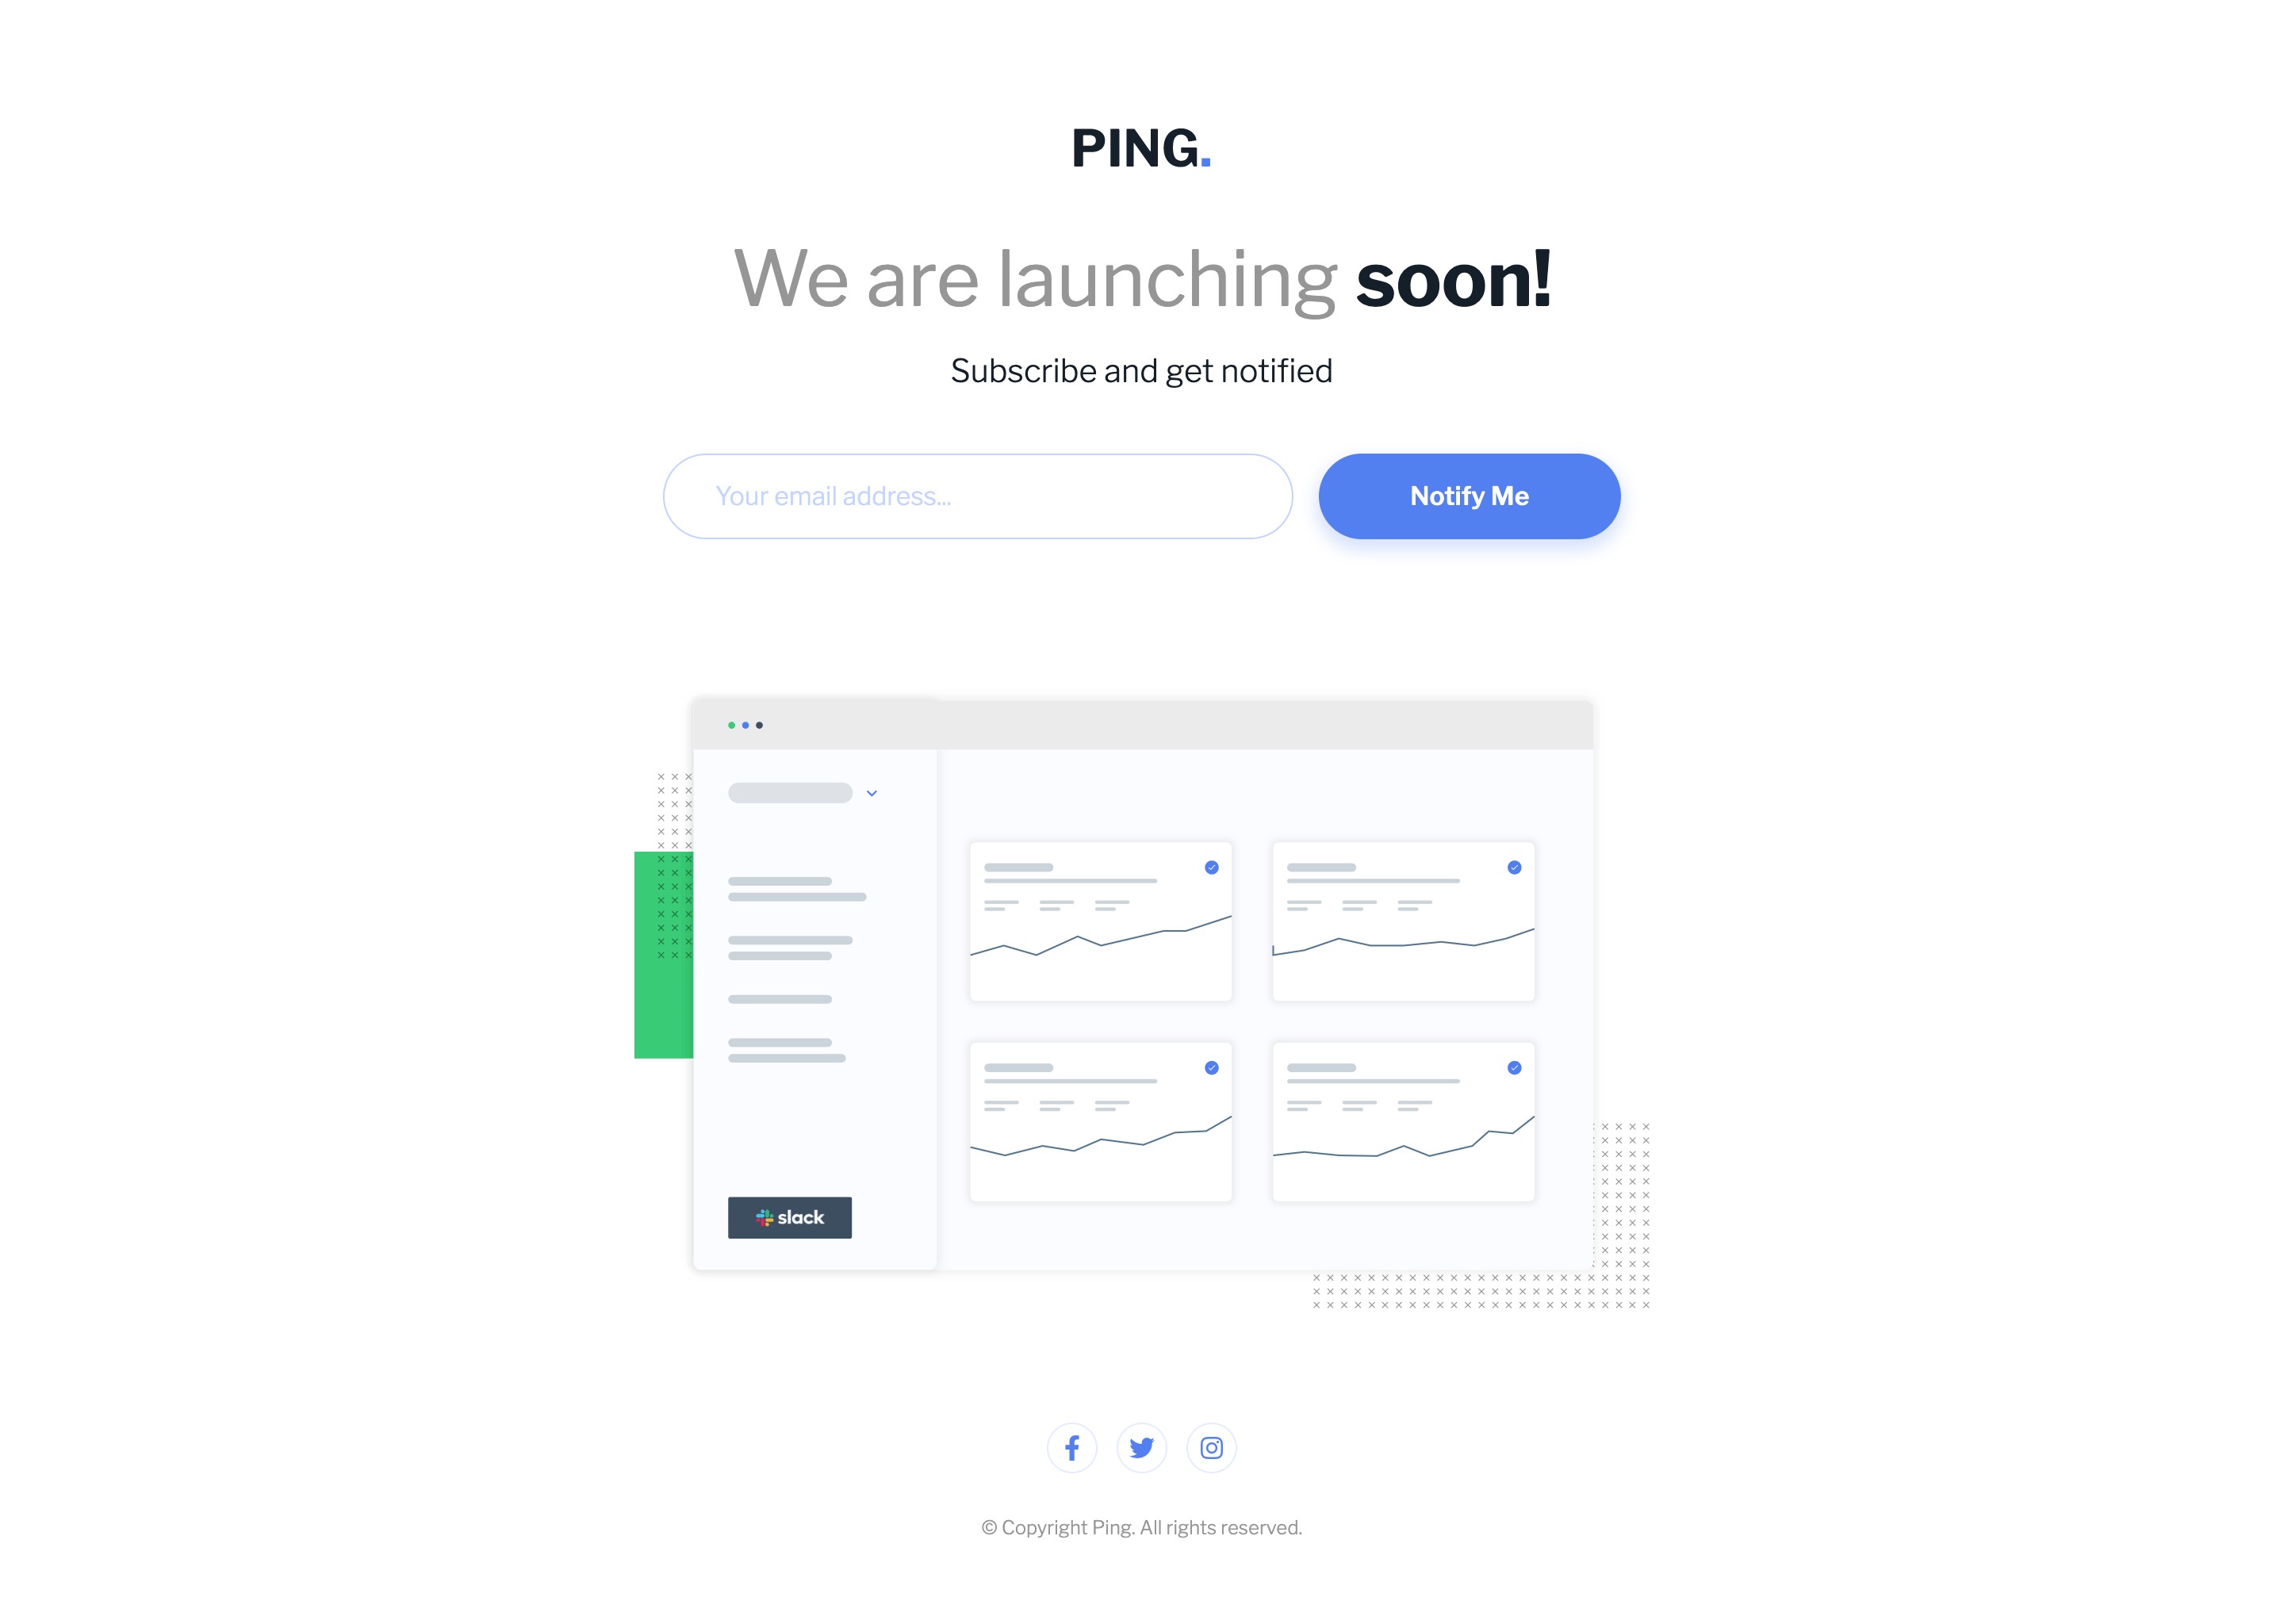 PING.
We are launching soon!
Subscribe and get notified
Your email address...
Notify Me
slack
© Copyright Ping. All rights reserved.